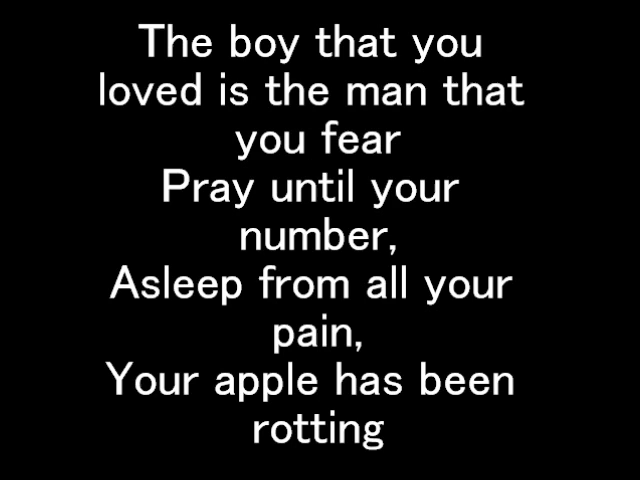 The boy that you
loved is the man that
you fear
Pray until your
number,
Asleep from all your
pain,
Your apple has been
rotting